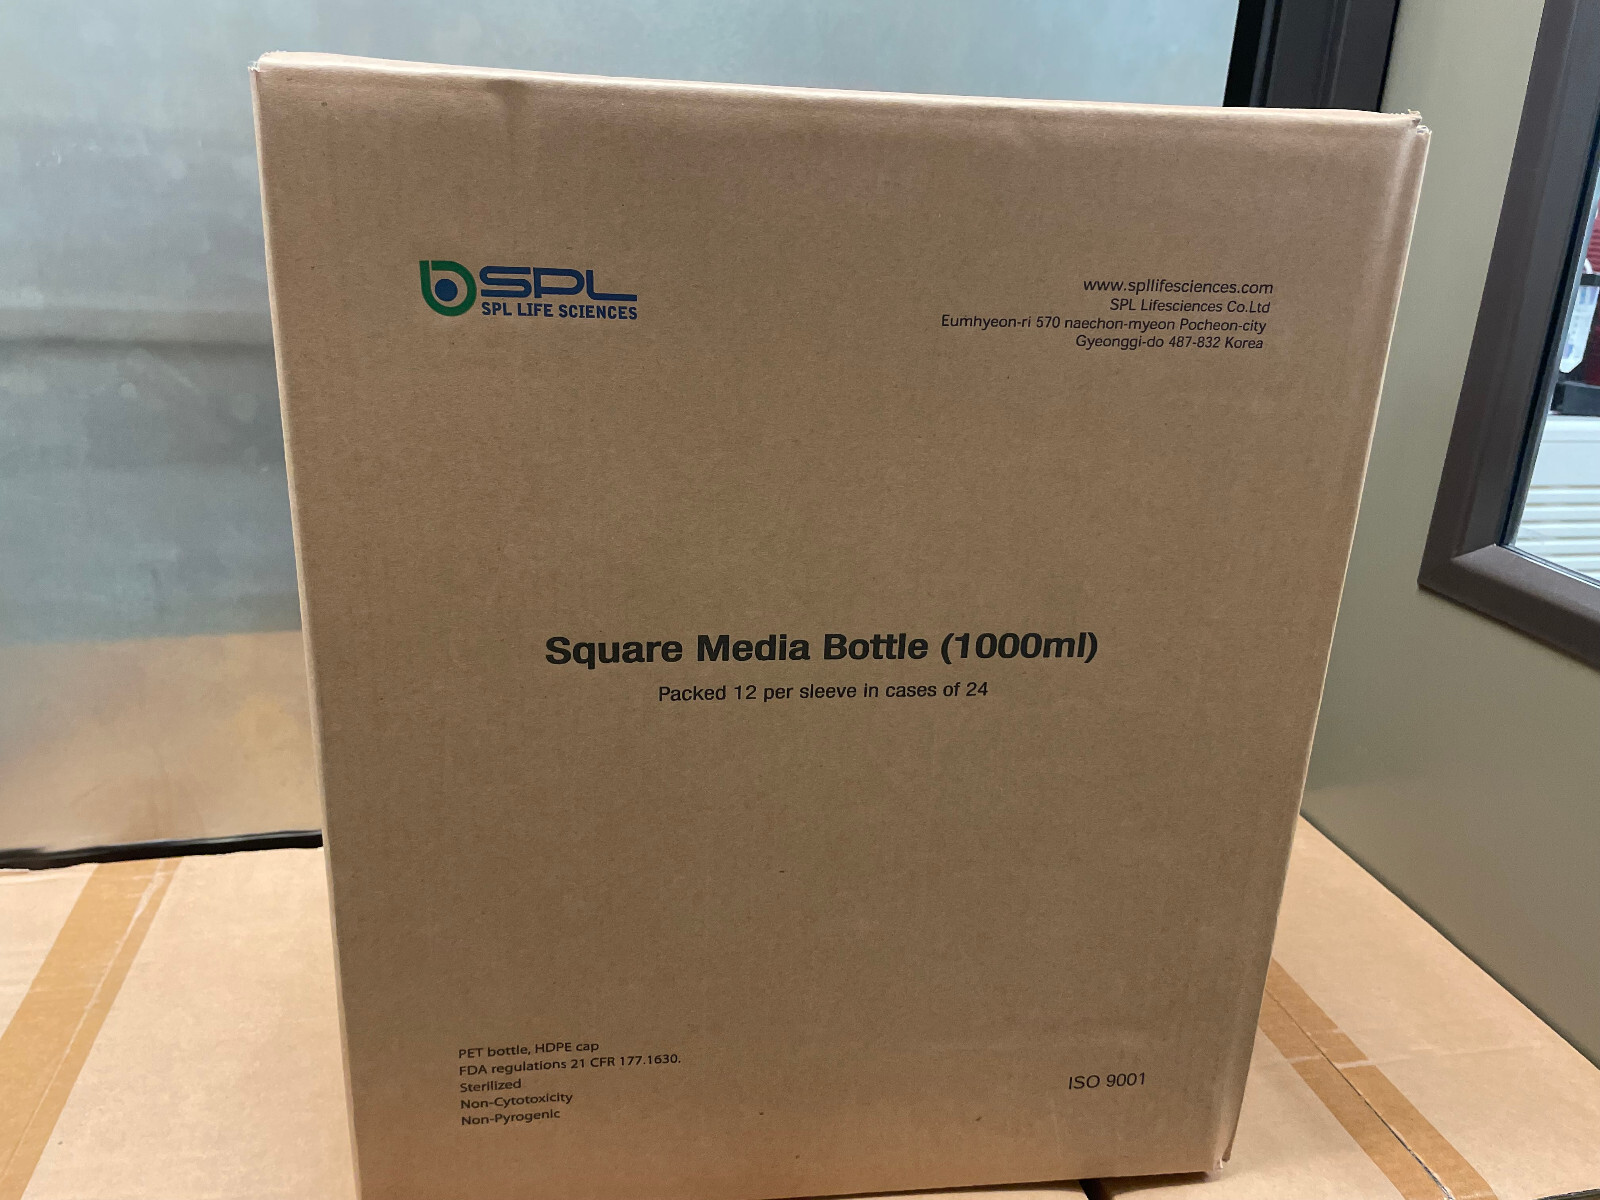 SPL
SPL LIFE SCIENCES
www.spllifesciences.com
SPL Lifesciences Co.Ltd
Eumhyeon-ri 570 naechon-myeon Pocheon-city
Gyeonggi-do 487-832 Korea
Square Media Bottle (1000ml)
Packed 12 per sleeve in cases of 24
PET bottle, HDPE cap
FDA regulations 21 CFR 177.1630.
Sterilized
Non-Cytotoxicity
Non-Pyrogenic
ISO 9001